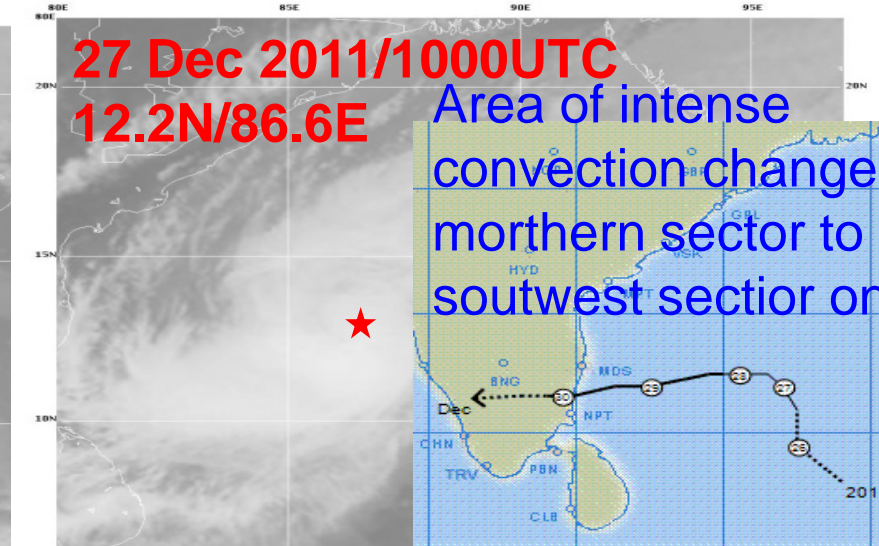 80E 85E 90E 95E
80E
20N
20N
27 Dec 2011/1000UTC
12.2N/86.6E
Area of intense
convection change
morthern sector to
soutwest sectior on
15N
10N
HYD
GPL
VSK
MDS
BNG
NPT
CHN
TRV
PBN
CLB
Dec
30
29
28
27
26
201